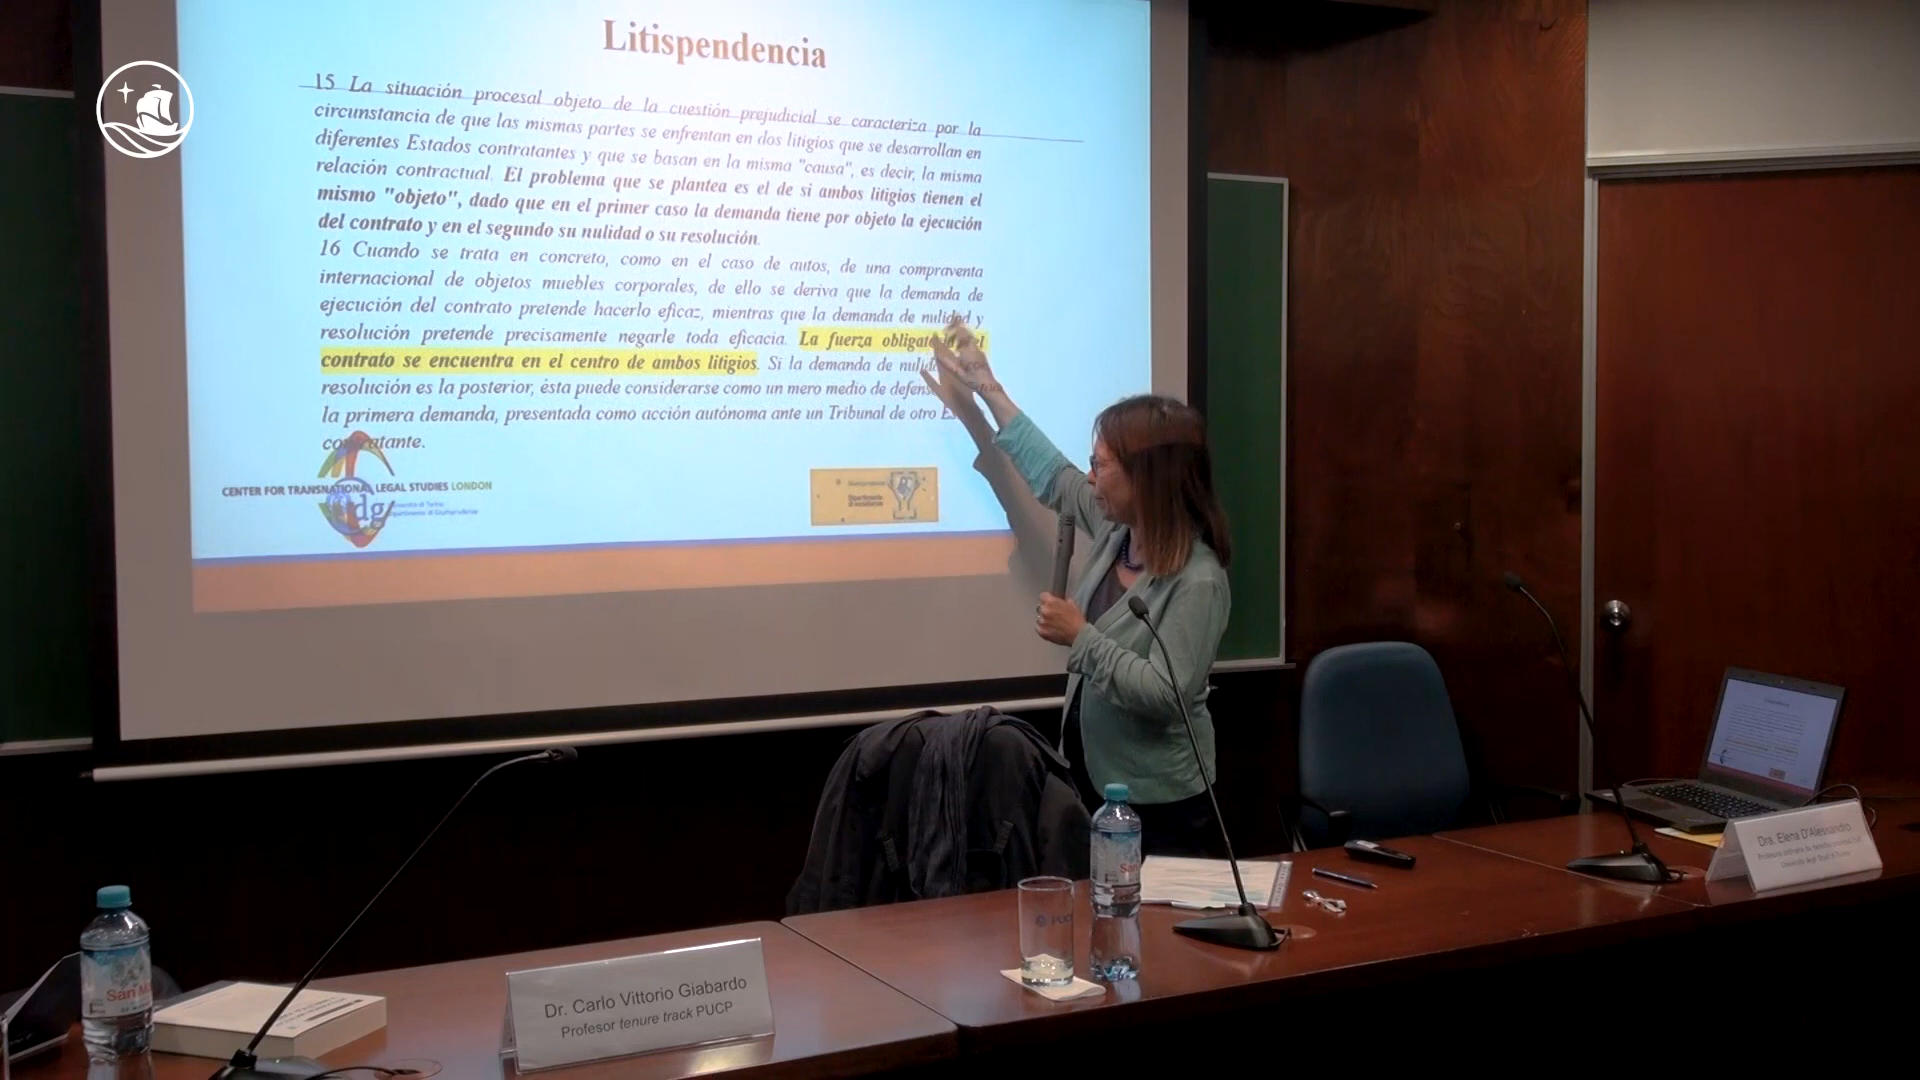 Litispendencia
15 La situación procesal objeto de la cuestión prejudicial se caracteriza por la
circunstancia de que las mismas partes se enfrentan en dos litigios que se desarrollan en
diferentes Estados contratantes y que se basan en la misma "causa", es decir, la misma
relación contractual. El problema que se plantea es el de si ambos litigios tienen el
mismo "objeto", dado que en el primer caso la demanda tiene por objeto la ejecución
del contrato y en el segundo su nulidad o su resolución.
16 Cuando se trata en concreto, como en el caso de autos, de una compraventa
internacional de objetos muebles corporales, de ello se deriva que la demanda de
ejecución del contrato pretende hacerlo eficaz, mientras que la demanda de nulidad y
resolución pretende precisamente negarle toda eficacia. La fuerza
contrato se encuentra en el centro de ambos litigios. Si la demanda de
resolución es la posterior, ésta puede considerarse como un mero medio de
la primera demanda, presentada como acción autónoma ante un Tribunal de otro
contratante.
CENTER FOR TRANSNATIONAL LEGAL STUDIES LONDON
dg
Dr. Carlo Vittorio Giabardo
Profesor tenure track PUCP
Dra. Elena D'Alessandro
San